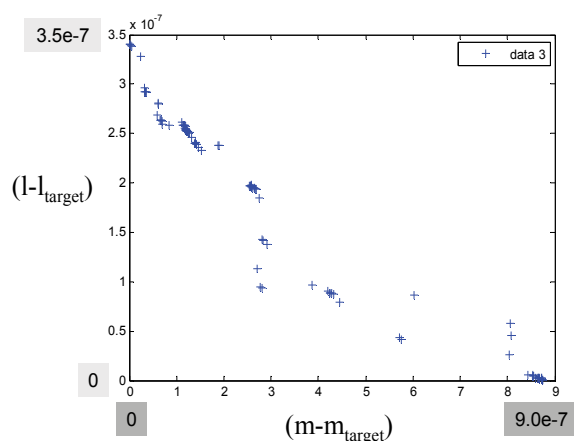 3.5e-7
x 10⁻⁷
3.5
3
2.5
2
1.5
1
0.5
0
data 3
(l-l_target)
0
0 1 2 3 4 5 6 7 8 9
0
(m-m_target)
9.0e-7